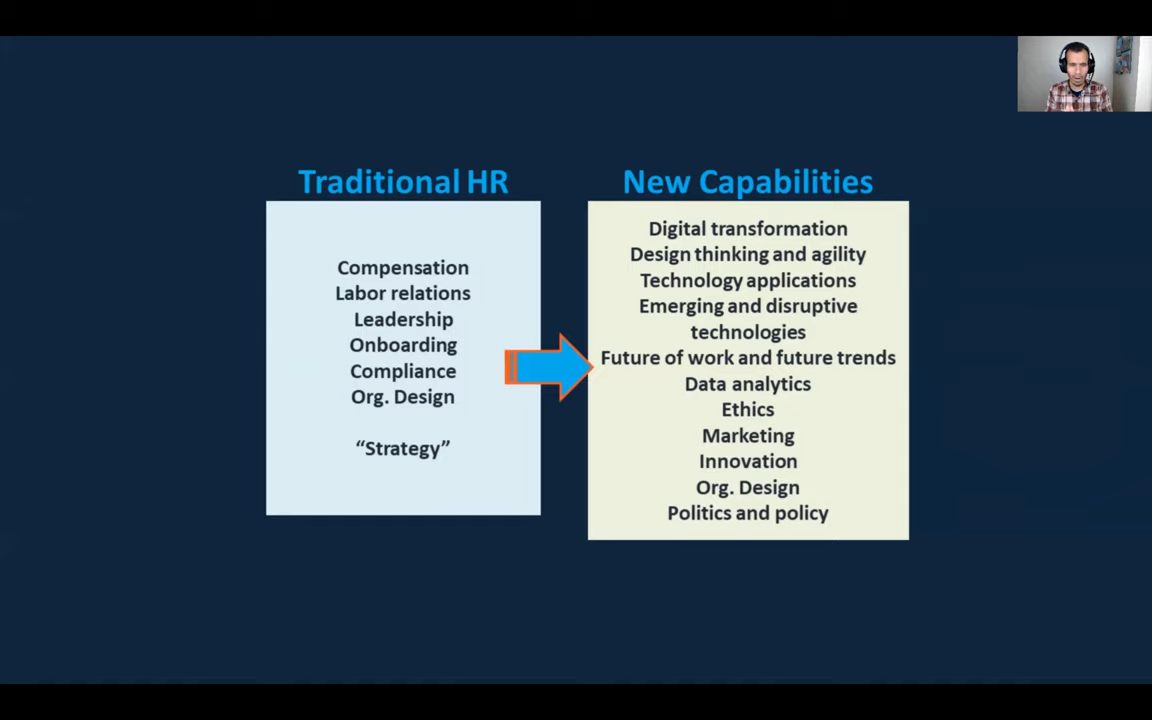 Traditional HR
Compensation
Labor relations
Leadership
Onboarding
Compliance
Org. Design
“Strategy”
New Capabilities
Digital transformation
Design thinking and agility
Technology applications
Emerging and disruptive
technologies
Future of work and future trends
Data analytics
Ethics
Marketing
Innovation
Org. Design
Politics and policy